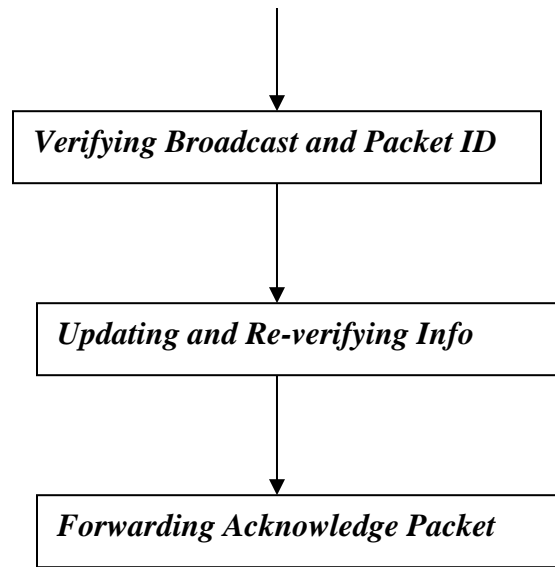 Verifying Broadcast and Packet ID
Updating and Re-verifying Info
Forwarding Acknowledge Packet